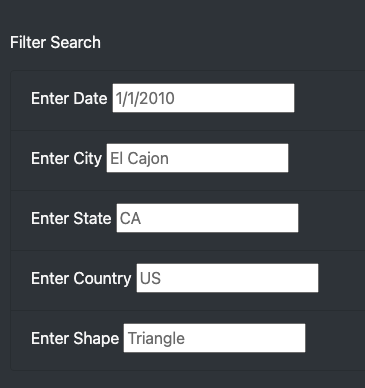 Filter Search
Enter Date 1/1/2010
Enter City El Cajon
Enter State CA
Enter Country US
Enter Shape Triangle